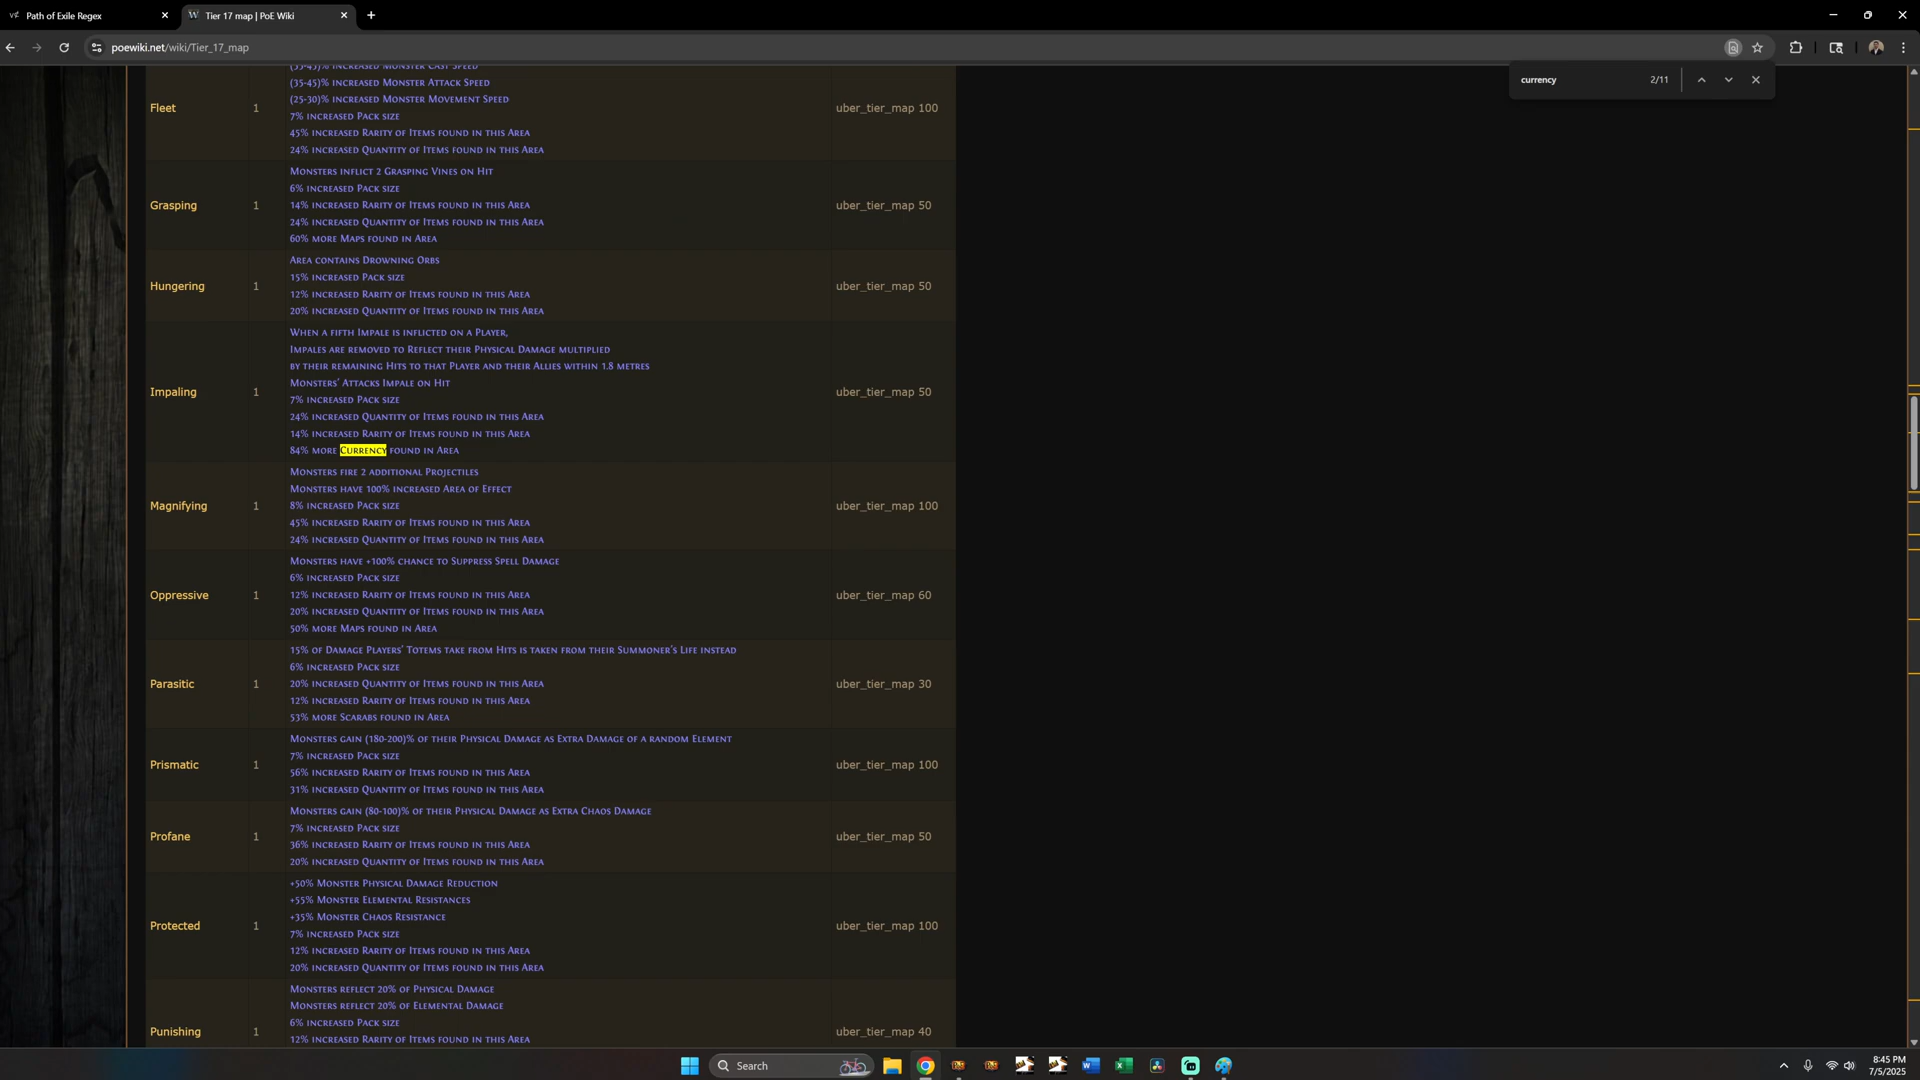 Path of Exile Regex
Tier 17 map | PoE Wiki
poewiki.net/wiki/Tier_17_map
currency 2/11
(35-45)% increased Monster Cast Speed
(35-45)% increased Monster Attack Speed
(25-30)% increased Monster Movement Speed
Fleet 1 7% increased Pack size uber_tier_map 100
45% increased Rarity of Items found in this Area
24% increased Quantity of Items found in this Area
Monsters inflict 2 Grasping Vines on Hit
6% increased Pack size
Grasping 1 14% increased Rarity of Items found in this Area uber_tier_map 50
24% increased Quantity of Items found in this Area
60% more Maps found in Area
Area contains Drowning Orbs
15% increased Pack size
Hungering 1 12% increased Rarity of Items found in this Area uber_tier_map 50
20% increased Quantity of Items found in this Area
When a fifth Impale is inflicted on a Player,
Impales are removed to Reflect their Physical Damage multiplied
by their remaining Hits to that Player and their Allies within 1.8 metres
Impaling 1 Monsters' Attacks Impale on Hit uber_tier_map 50
7% increased Pack size
24% increased Quantity of Items found in this Area
14% increased Rarity of Items found in this Area
84% more Currency found in Area
Monsters fire 2 additional Projectiles
Monsters have 100% increased Area of Effect
Magnifying 1 8% increased Pack size uber_tier_map 100
45% increased Rarity of Items found in this Area
24% increased Quantity of Items found in this Area
Monsters have +100% chance to Suppress Spell Damage
6% increased Pack size
Oppressive 1 12% increased Rarity of Items found in this Area uber_tier_map 60
20% increased Quantity of Items found in this Area
50% more Maps found in Area
15% of Damage Players' Totems take from Hits is taken from their Summoner's Life instead
6% increased Pack size
Parasitic 1 20% increased Quantity of Items found in this Area uber_tier_map 30
12% increased Rarity of Items found in this Area
53% more Scarabs found in Area
Monsters gain (180-200)% of their Physical Damage as Extra Damage of a random Element
7% increased Pack size
Prismatic 1 56% increased Rarity of Items found in this Area uber_tier_map 100
31% increased Quantity of Items found in this Area
Monsters gain (80-100)% of their Physical Damage as Extra Chaos Damage
7% increased Pack size
Profane 1 36% increased Rarity of Items found in this Area uber_tier_map 50
20% increased Quantity of Items found in this Area
+50% Monster Physical Damage Reduction
+55% Monster Elemental Resistances
+35% Monster Chaos Resistance
Protected 1 7% increased Pack size uber_tier_map 100
12% increased Rarity of Items found in this Area
20% increased Quantity of Items found in this Area
Monsters reflect 20% of Physical Damage
Monsters reflect 20% of Elemental Damage
6% increased Pack size
Punishing 1 12% increased Rarity of Items found in this Area uber_tier_map 40
Search
8:45 PM
7/5/2025